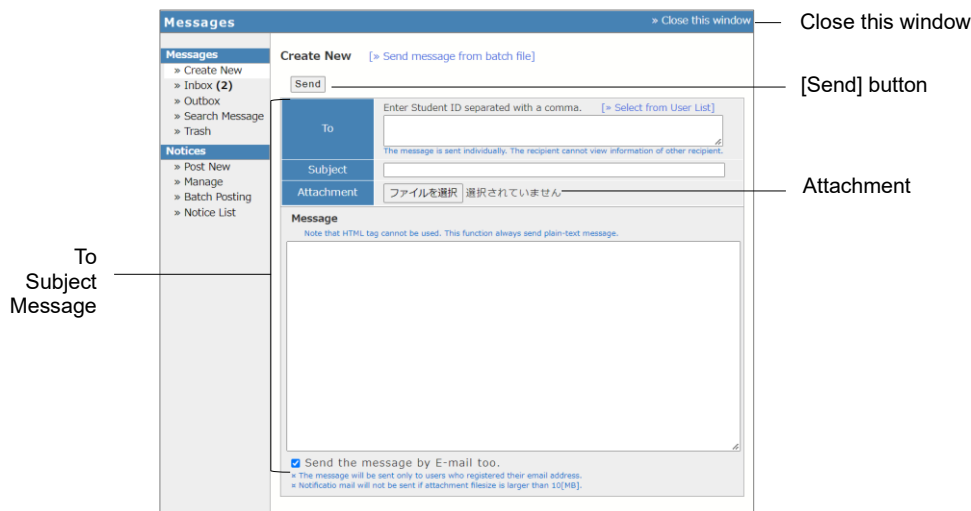 Messages
» Close this window
Close this window
Messages
» Create New
» Inbox (2)
» Outbox
» Search Message
» Trash
Notices
» Post New
» Manage
» Batch Posting
» Notice List
Create New [» Send message from batch file]
Send
[Send] button
To
Enter Student ID separated with a comma. [» Select from User List]
The message is sent individually. The recipient cannot view information of other recipient.
Subject
Attachment
ファイルを選択 選択されていません
Attachment
Message
Note that HTML tag cannot be used. This function always send plain-text message.
To
Subject
Message
Send the message by E-mail too.
× The message will be sent only to users who registered their email address.
× Notificatio mail will not be sent if attachment filesize is larger than 10[MB].